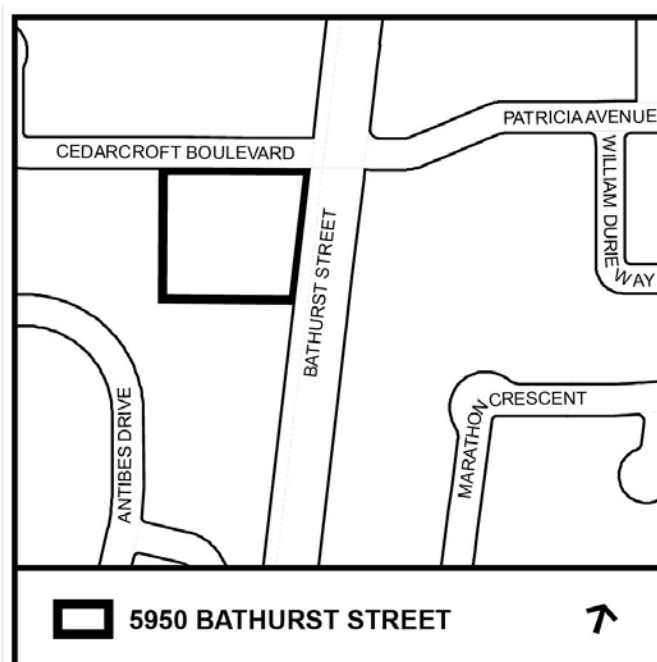 PATRICIA AVENUE
CEDARCROFT BOULEVARD
WILLIAM DURIE WAY
BATHURST STREET
ANTIBES DRIVE
MARATHON CRESCENT
5950 BATHURST STREET